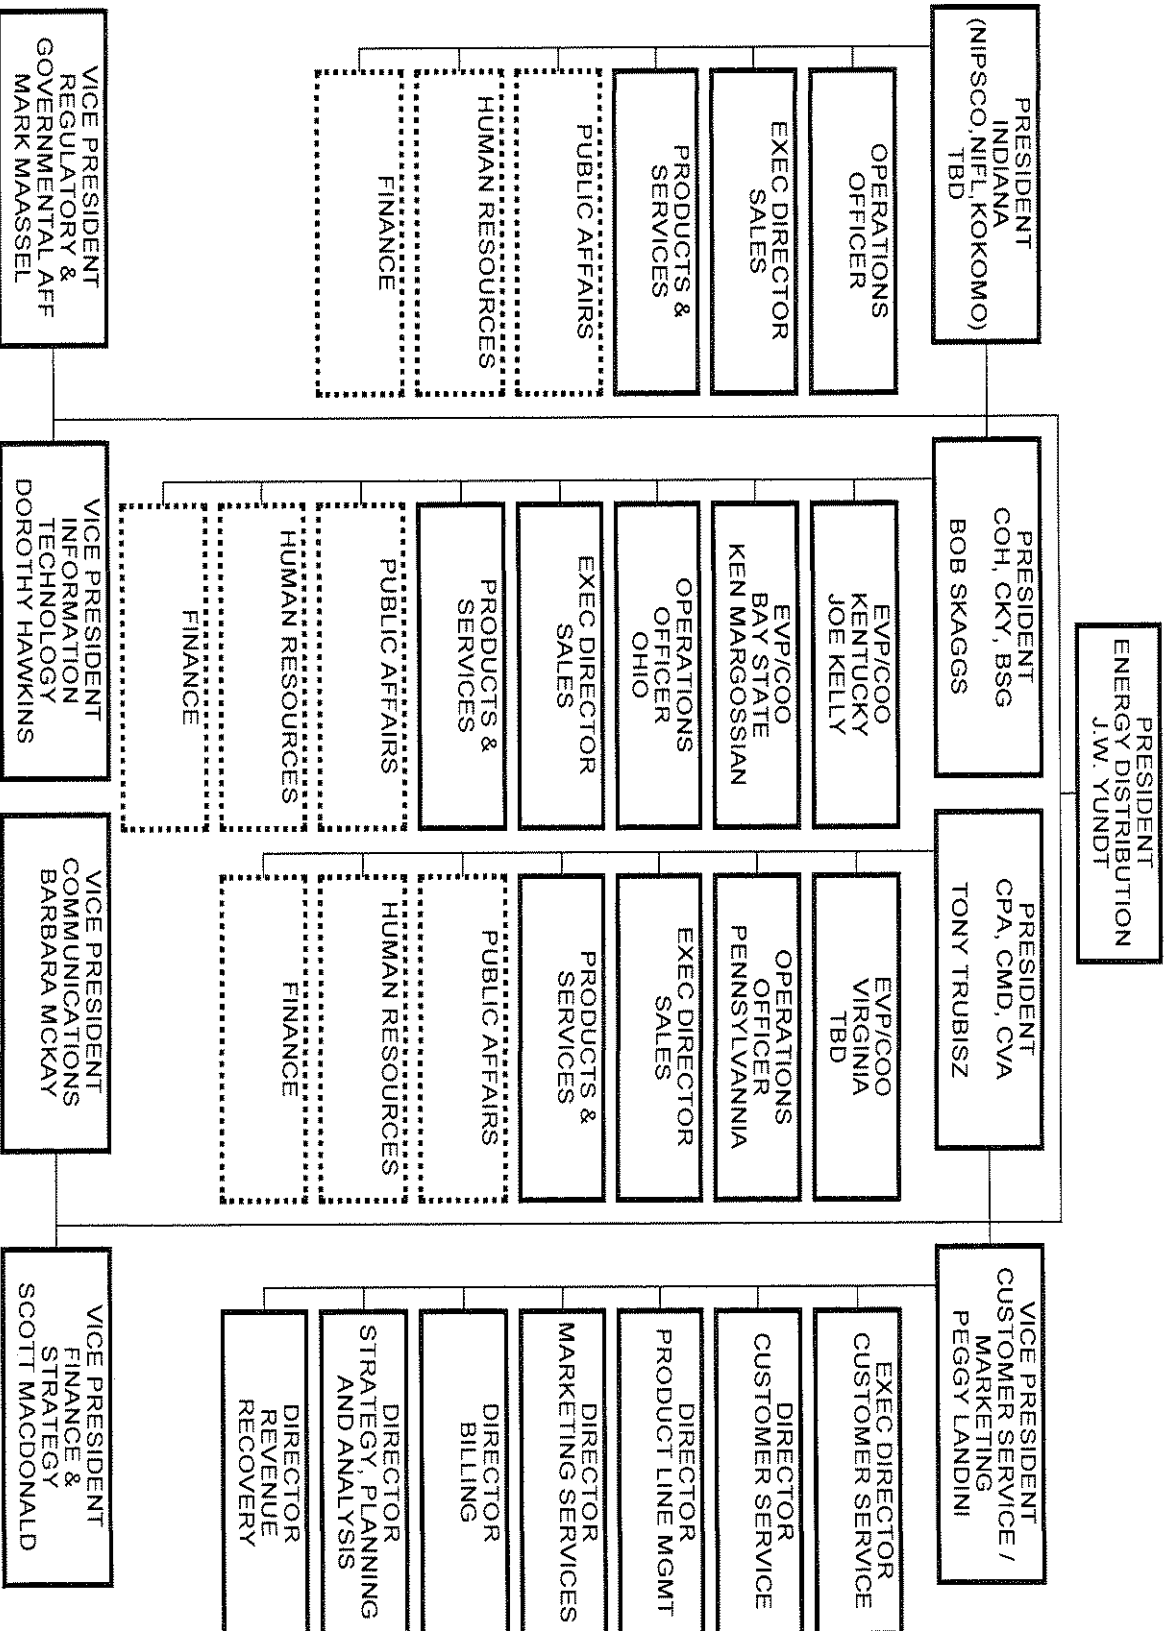 PRESIDENT
ENERGY DISTRIBUTION
J.W. YUNDT
PRESIDENT
INDIANA
(NIPSCO,NIFL,KOKOMO)
TBD
OPERATIONS
OFFICER
EXEC DIRECTOR
SALES
PRODUCTS &
SERVICES
PUBLIC AFFAIRS
HUMAN RESOURCES
FINANCE
PRESIDENT
COH, CKY, BSG
BOB SKAGGS
EVP/COO
KENTUCKY
JOE KELLY
EVP/COO
BAY STATE
KEN MARGOSSIAN
OPERATIONS
OFFICER
OHIO
EXEC DIRECTOR
SALES
PRODUCTS &
SERVICES
PUBLIC AFFAIRS
HUMAN RESOURCES
FINANCE
PRESIDENT
CPA, CMD, CVA
TONY TRUBISZ
EVP/COO
VIRGINIA
TBD
OPERATIONS
OFFICER
PENNSYLVANNIA
EXEC DIRECTOR
SALES
PRODUCTS &
SERVICES
PUBLIC AFFAIRS
HUMAN RESOURCES
FINANCE
VICE PRESIDENT
CUSTOMER SERVICE /
MARKETING
PEGGY LANDINI
EXEC DIRECTOR
CUSTOMER SERVICE
DIRECTOR
CUSTOMER SERVICE
DIRECTOR
PRODUCT LINE MGMT
DIRECTOR
MARKETING SERVICES
DIRECTOR
BILLING
DIRECTOR
STRATEGY, PLANNING
AND ANALYSIS
DIRECTOR
REVENUE
RECOVERY
VICE PRESIDENT
REGULATORY &
GOVERNMENTAL AFF
MARK MAASSEL
VICE PRESIDENT
INFORMATION
TECHNOLOGY
DOROTHY HAWKINS
VICE PRESIDENT
COMMUNICATIONS
BARBARA MCKAY
VICE PRESIDENT
FINANCE &
STRATEGY
SCOTT MACDONALD